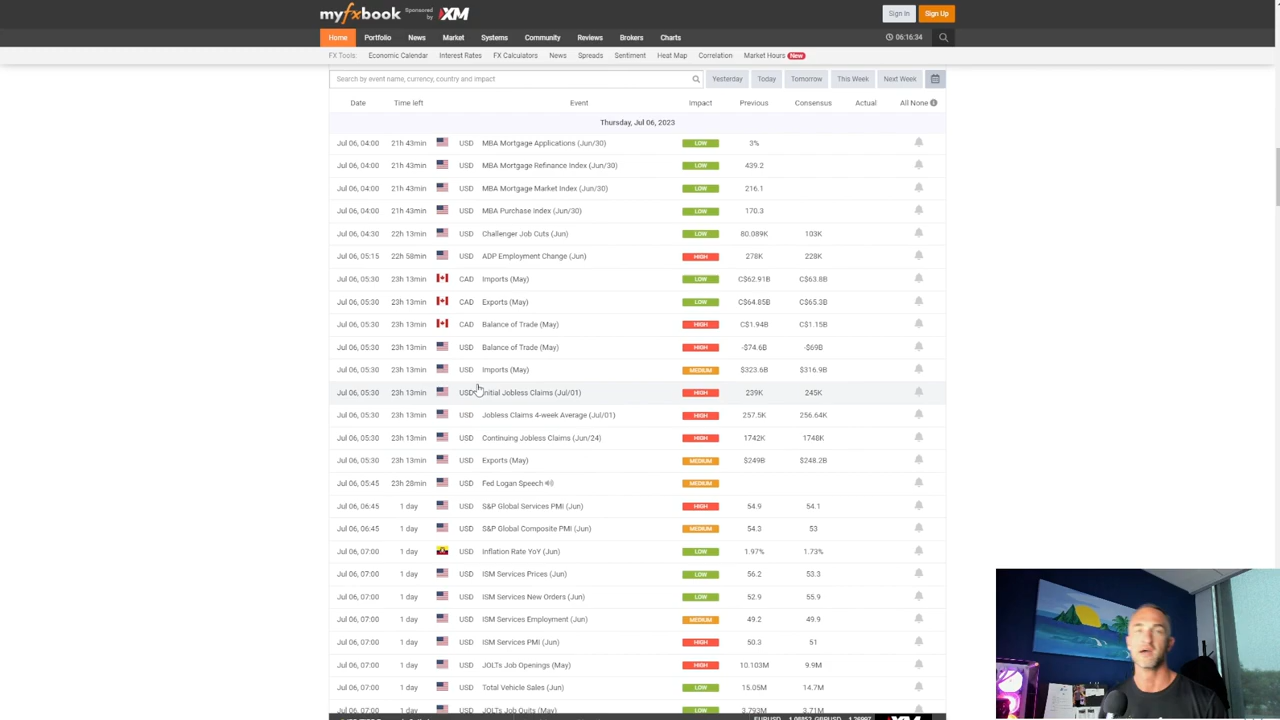 myfxbook Sponsored by XM Sign In Sign Up
Home Portfolio News Market Systems Community Reviews Brokers Charts 06:16:34
FX Tools: Economic Calendar Interest Rates FX Calculators News Spreads Sentiment Heat Map Correlation Market Hours New
Search by event name, currency, country and impact Yesterday Today Tomorrow This Week Next Week
Date Time left Event Impact Previous Consensus Actual All None
Thursday, Jul 06, 2023
Jul 06, 04:00 21h 43min USD MBA Mortgage Applications (Jun/30) LOW 3%
Jul 06, 04:00 21h 43min USD MBA Mortgage Refinance Index (Jun/30) LOW 439.2
Jul 06, 04:00 21h 43min USD MBA Mortgage Market Index (Jun/30) LOW 216.1
Jul 06, 04:00 21h 43min USD MBA Purchase Index (Jun/30) LOW 170.3
Jul 06, 04:30 22h 13min USD Challenger Job Cuts (Jun) LOW 80.089K 103K
Jul 06, 05:15 22h 58min USD ADP Employment Change (Jun) HIGH 278K 228K
Jul 06, 05:30 23h 13min CAD Imports (May) LOW C$62.91B C$63.8B
Jul 06, 05:30 23h 13min CAD Exports (May) LOW C$64.85B C$65.3B
Jul 06, 05:30 23h 13min CAD Balance of Trade (May) HIGH C$1.94B C$1.15B
Jul 06, 05:30 23h 13min USD Balance of Trade (May) HIGH -$74.6B -$69B
Jul 06, 05:30 23h 13min USD Imports (May) MEDIUM $323.6B $316.9B
Jul 06, 05:30 23h 13min USD Initial Jobless Claims (Jul/01) HIGH 239K 245K
Jul 06, 05:30 23h 13min USD Jobless Claims 4-week Average (Jul/01) HIGH 257.5K 256.64K
Jul 06, 05:30 23h 13min USD Continuing Jobless Claims (Jun/24) HIGH 1742K 1748K
Jul 06, 05:30 23h 13min USD Exports (May) MEDIUM $249B $248.2B
Jul 06, 05:45 23h 28min USD Fed Logan Speech MEDIUM
Jul 06, 06:45 1 day USD S&P Global Services PMI (Jun) HIGH 54.9 54.1
Jul 06, 06:45 1 day USD S&P Global Composite PMI (Jun) MEDIUM 54.3 53
Jul 06, 07:00 1 day USD Inflation Rate YoY (Jun) LOW 1.97% 1.73%
Jul 06, 07:00 1 day USD ISM Services Prices (Jun) LOW 56.2 53.3
Jul 06, 07:00 1 day USD ISM Services New Orders (Jun) LOW 52.9 55.9
Jul 06, 07:00 1 day USD ISM Services Employment (Jun) MEDIUM 49.2 49.9
Jul 06, 07:00 1 day USD ISM Services PMI (Jun) HIGH 50.3 51
Jul 06, 07:00 1 day USD JOLTs Job Openings (May) HIGH 10.103M 9.9M
Jul 06, 07:00 1 day USD Total Vehicle Sales (Jun) LOW 15.05M 14.7M
Jul 06, 07:00 1 day USD JOLTs Job Quits (May) LOW 3.793M 3.71M